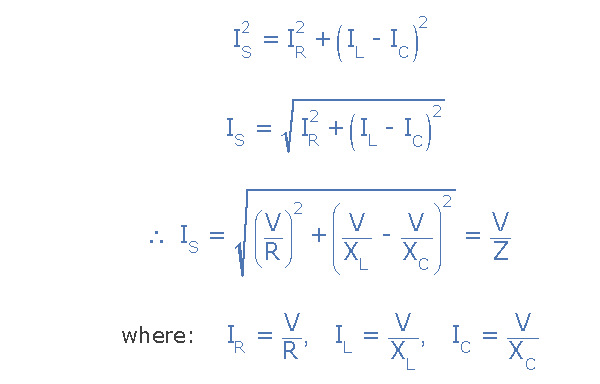 I_S^2 = I_R^2 + (I_L - I_C)^2
I_S = √(I_R^2 + (I_L - I_C)^2)
∴ I_S = √((V/R)^2 + (V/X_L - V/X_C)^2) = V/Z
where: I_R = V/R, I_L = V/X_L, I_C = V/X_C